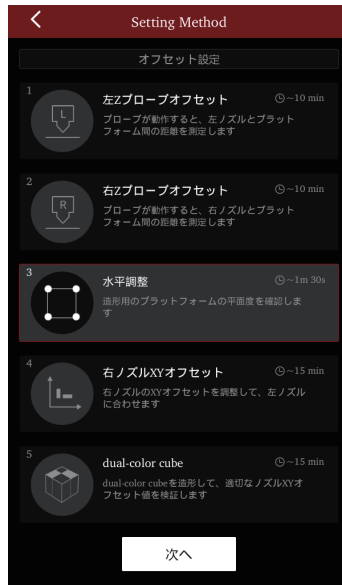 Setting Method
オフセット設定
1
L
左Zプローブオフセット
~10 min
プローブが動作すると、左ノズルとプラット
フォーム間の距離を測定します
2
R
右Zプローブオフセット
~10 min
プローブが動作すると、右ノズルとプラット
フォーム間の距離を測定します
3
水平調整
~1m 30s
造形用のプラットフォームの平面度を確認しま
す
4
右ノズルXYオフセット
~15 min
右ノズルのXYオフセットを調整して、左ノズル
に合わせます
5
dual-color cube
~15 min
dual-color cubeを造形して、適切なノズルXYオ
フセット値を検証します
次へ